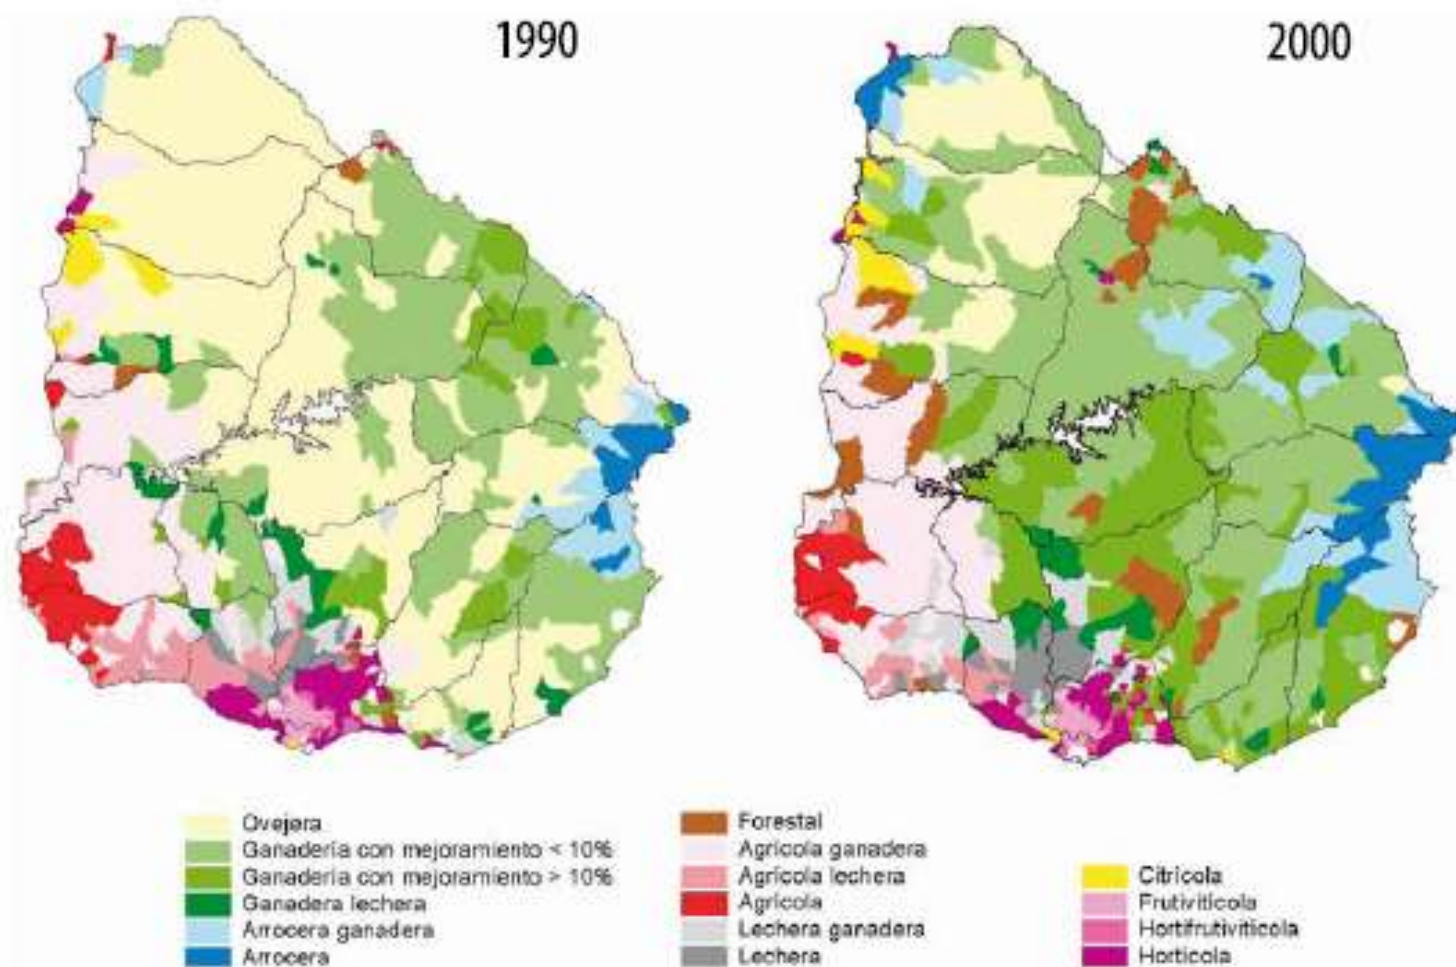 1990
2000
Ovejera
Ganadería con mejoramiento < 10%
Ganadería con mejoramiento > 10%
Ganadera lechera
Arrocera ganadera
Arrocera
Forestal
Agrícola ganadera
Agrícola lechera
Agrícola
Lechera ganadera
Lechera
Citrícola
Frutivitícola
Hortifrutivitícola
Hortícola